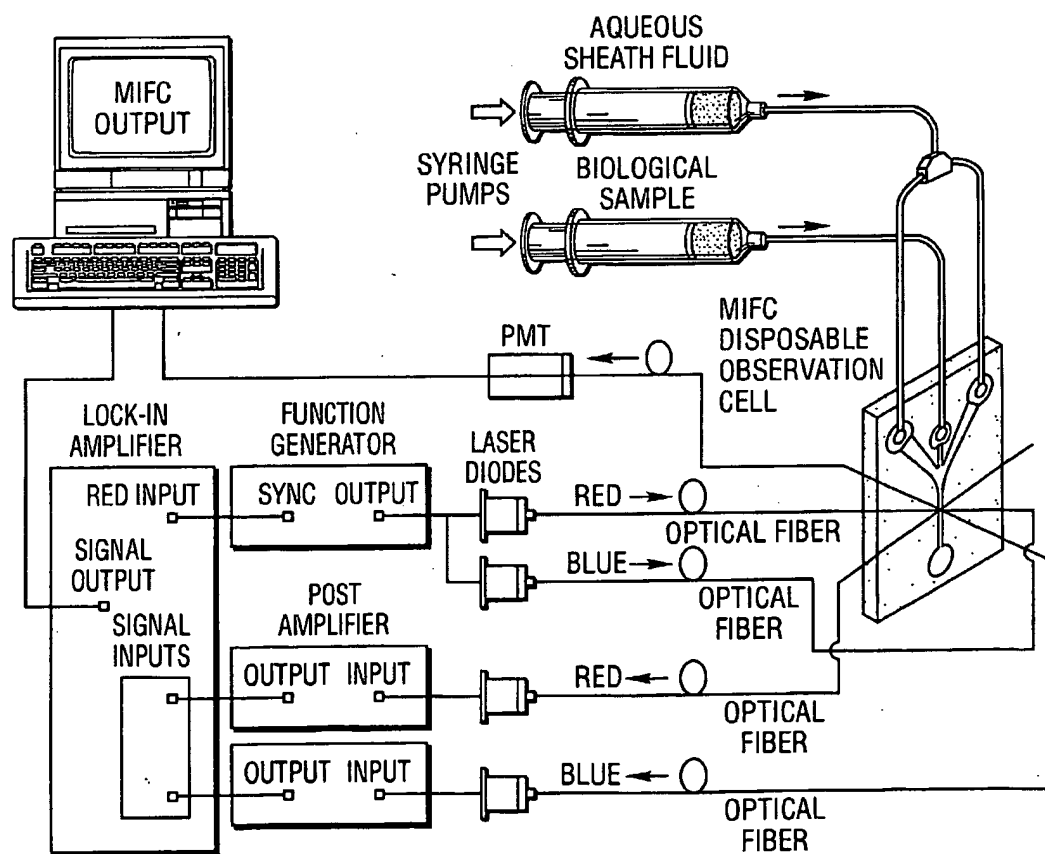 MIFC
OUTPUT
AQUEOUS
SHEATH FLUID
SYRINGE
PUMPS
BIOLOGICAL
SAMPLE
MIFC
DISPOSABLE
OBSERVATION
CELL
PMT
LOCK-IN
AMPLIFIER
FUNCTION
GENERATOR
LASER
DIODES
RED INPUT
SYNC OUTPUT
RED
OPTICAL FIBER
SIGNAL
OUTPUT
BLUE
OPTICAL
FIBER
SIGNAL
INPUTS
POST
AMPLIFIER
OUTPUT INPUT
RED
OPTICAL
FIBER
OUTPUT INPUT
BLUE
OPTICAL
FIBER